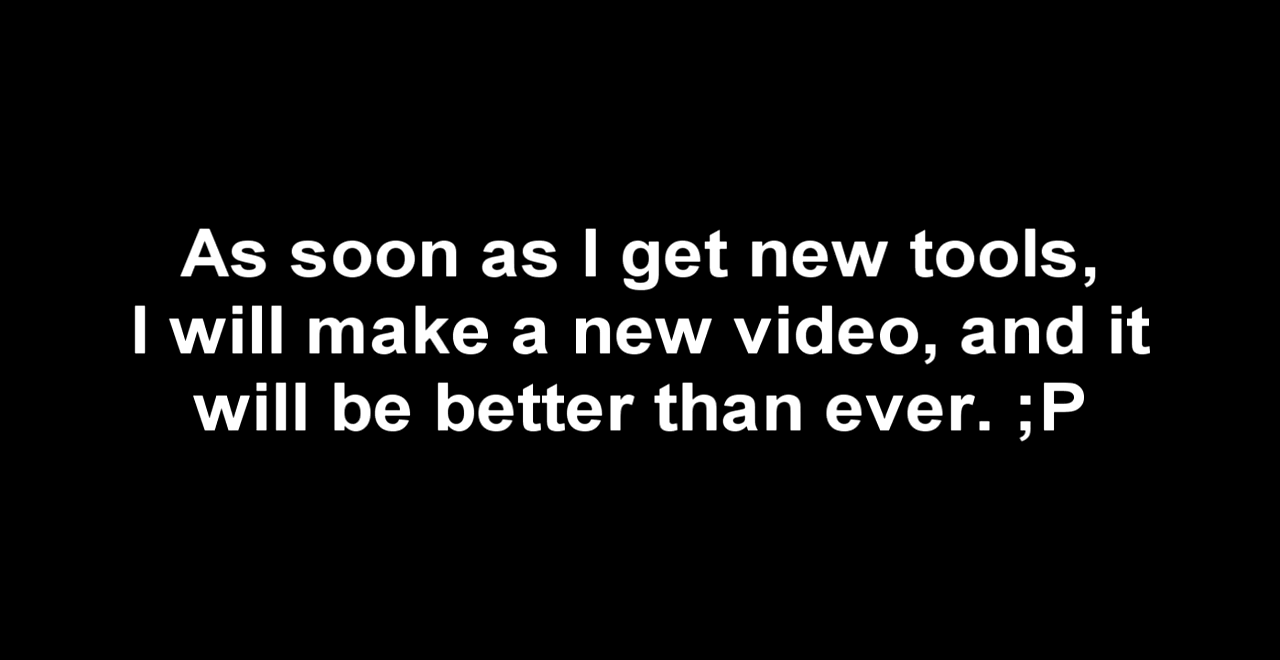 As soon as I get new tools,
I will make a new video, and it
will be better than ever. ;P